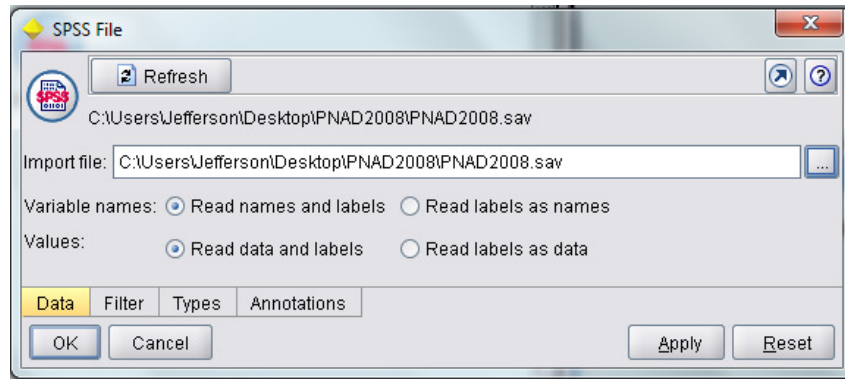 SPSS File
Refresh
SPSS
C:\Users\Jefferson\Desktop\PNAD2008\PNAD2008.sav
Import file: C:\Users\Jefferson\Desktop\PNAD2008\PNAD2008.sav ...
Variable names: Read names and labels Read labels as names
Values: Read data and labels Read labels as data
Data Filter Types Annotations
OK Cancel Apply Reset